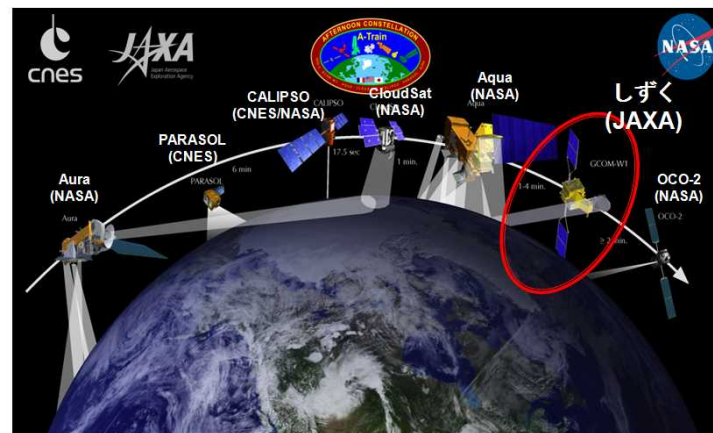 cnes
JAXA
Japan Aerospace
Exploration Agency
AFTERNOON CONSTELLATION
A-Train
NASA
Aqua
(NASA)
しずく
(JAXA)
CloudSat
(NASA)
CALIPSO
(CNES/NASA)
CALIPSO
Aqua
PARASOL
(CNES)
17.5 sec
1 min.
6 min
PARASOL
1-4 min.
GCOM-W1
OCO-2
(NASA)
OCO-2
Aura
(NASA)
Aura